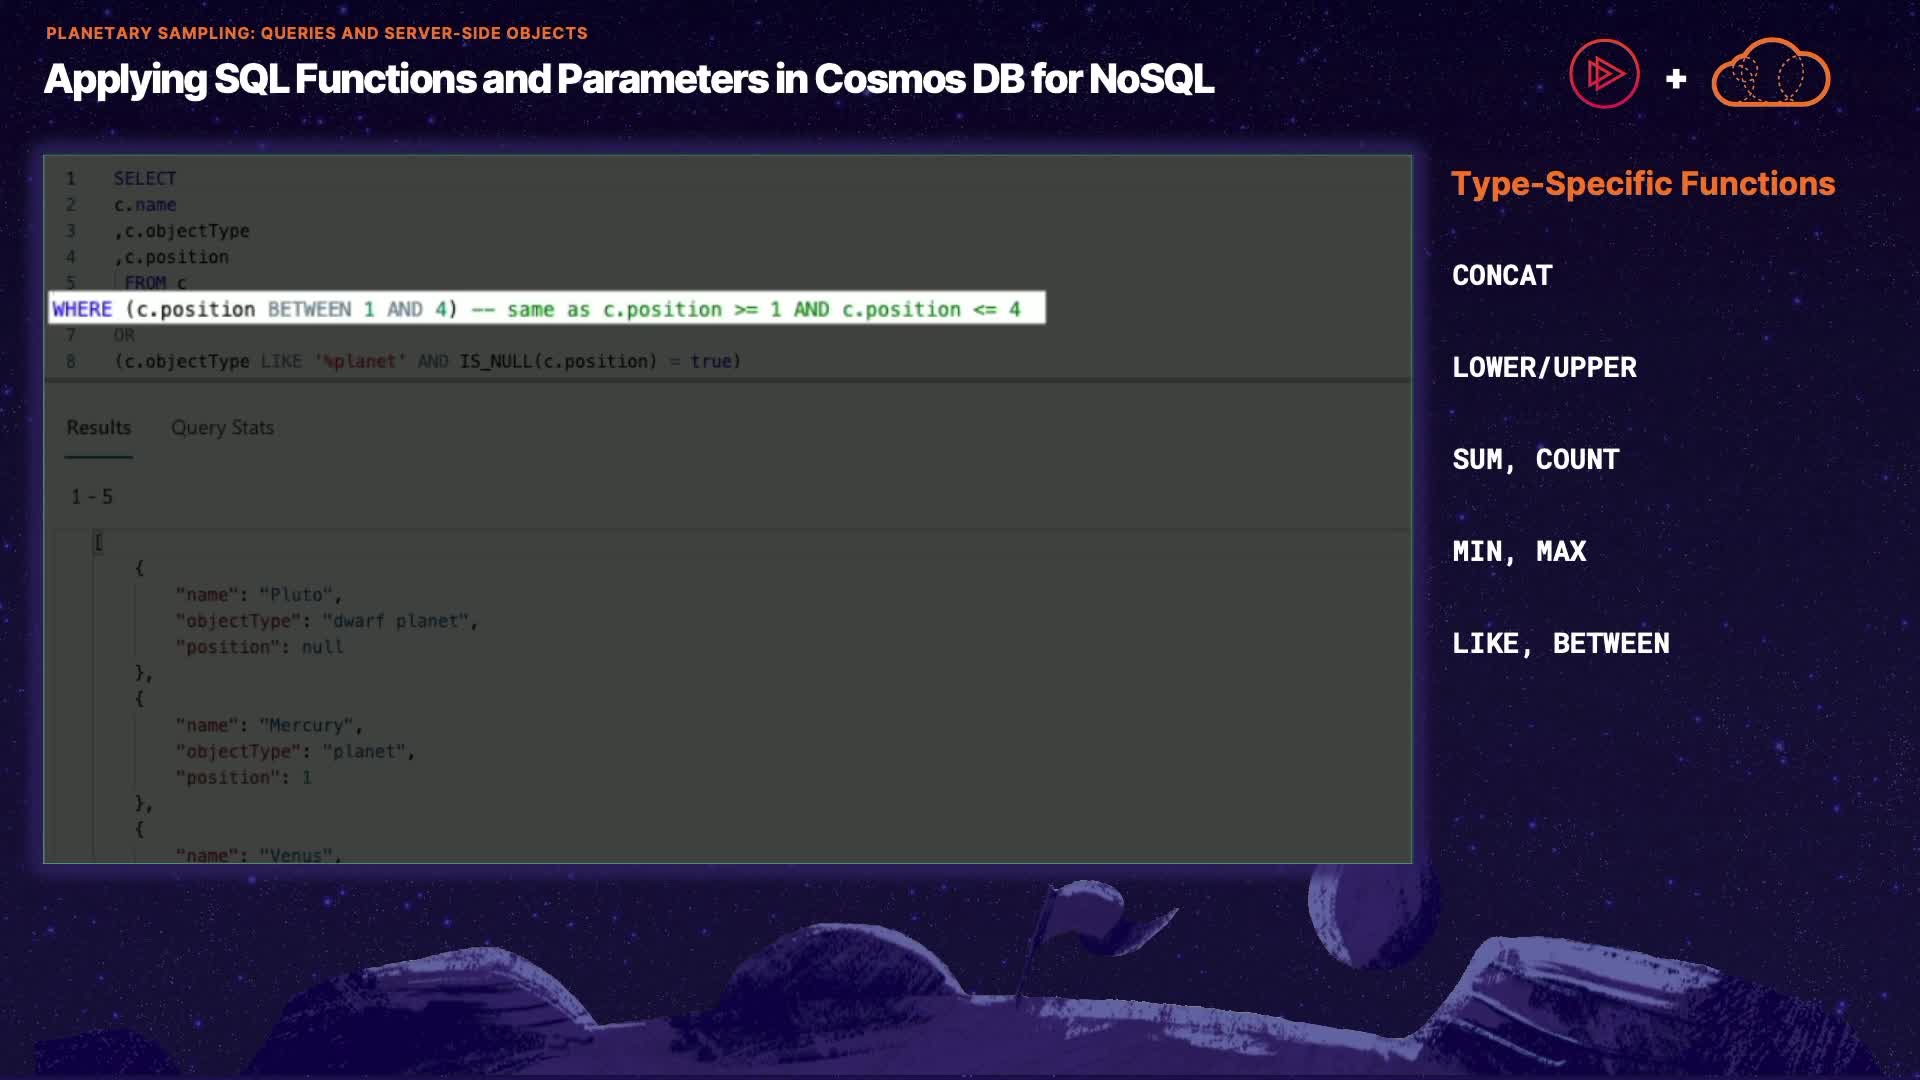 PLANETARY SAMPLING: QUERIES AND SERVER-SIDE OBJECTS
Applying SQL Functions and Parameters in Cosmos DB for NoSQL
+
1 SELECT
2 c.name
3 ,c.objectType
4 ,c.position
5 FROM c
WHERE (c.position BETWEEN 1 AND 4) -- same as c.position >= 1 AND c.position <= 4
7 OR
8 (c.objectType LIKE '%planet' AND IS_NULL(c.position) = true)
Results Query Stats
1 - 5
[
{
"name": "Pluto",
"objectType": "dwarf planet",
"position": null
},
{
"name": "Mercury",
"objectType": "planet",
"position": 1
},
{
"name": "Venus",
Type-Specific Functions
CONCAT
LOWER/UPPER
SUM, COUNT
MIN, MAX
LIKE, BETWEEN